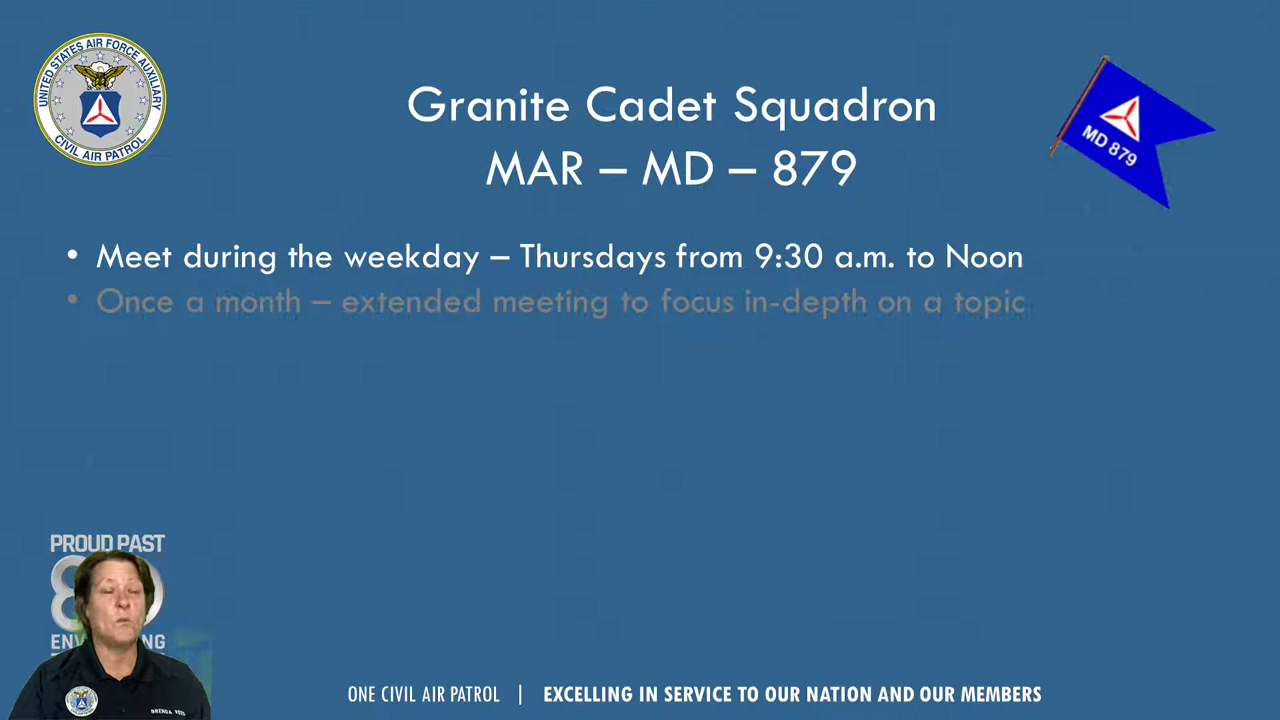 UNITED STATES AIR FORCE AUXILIARY
CIVIL AIR PATROL
Granite Cadet Squadron
MAR – MD – 879
MD 879
• Meet during the weekday – Thursdays from 9:30 a.m. to Noon
• Once a month – extended meeting to focus in-depth on a topic
PROUD PAST
ONE CIVIL AIR PATROL | EXCELLING IN SERVICE TO OUR NATION AND OUR MEMBERS
BRENDA